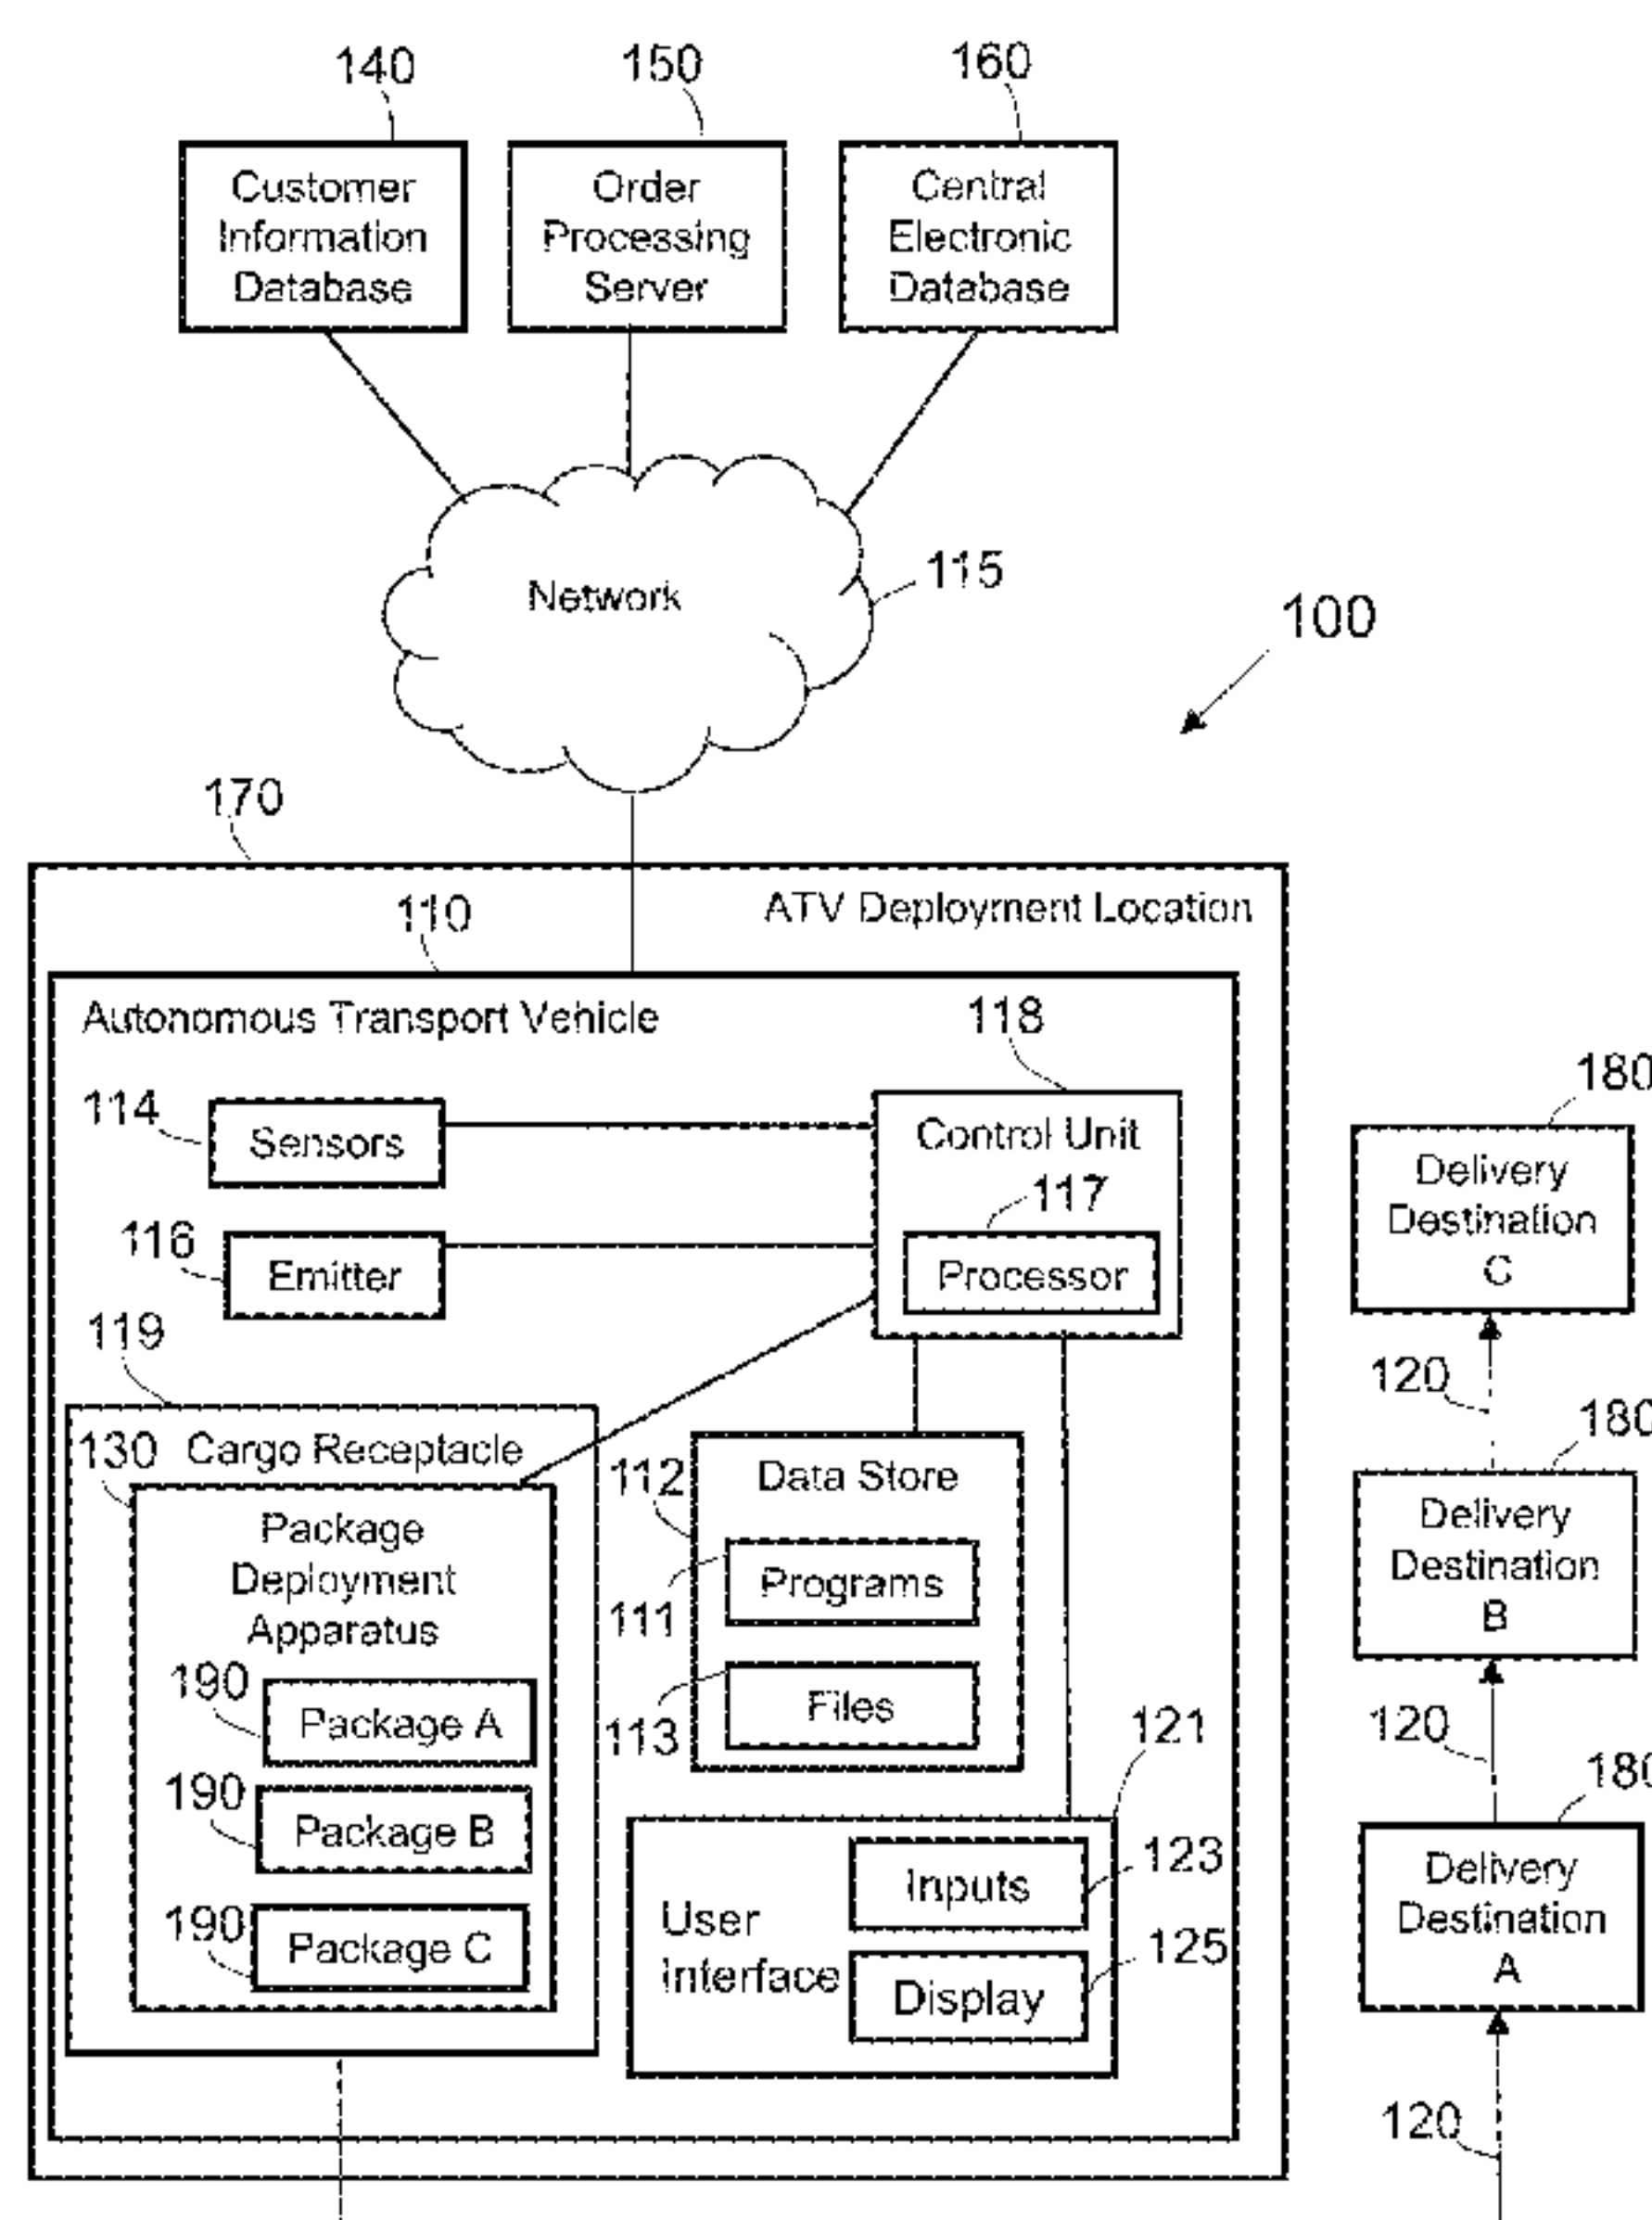 140
150
160
Customer
Information
Database
Order
Processing
Server
Central
Electronic
Database
Network
115
100
170
ATV Deployment Location
110
Autonomous Transport Vehicle
118
114
Sensors
Control Unit
117
Processor
116
Emitter
119
Cargo Receptacle
130
Package
Deployment
Apparatus
190
Package A
190
Package B
190
Package C
112
Data Store
111
Programs
113
Files
121
User
Interface
Inputs
123
Display
125
180
Delivery
Destination
C
120
180
Delivery
Destination
B
120
180
Delivery
Destination
A
120